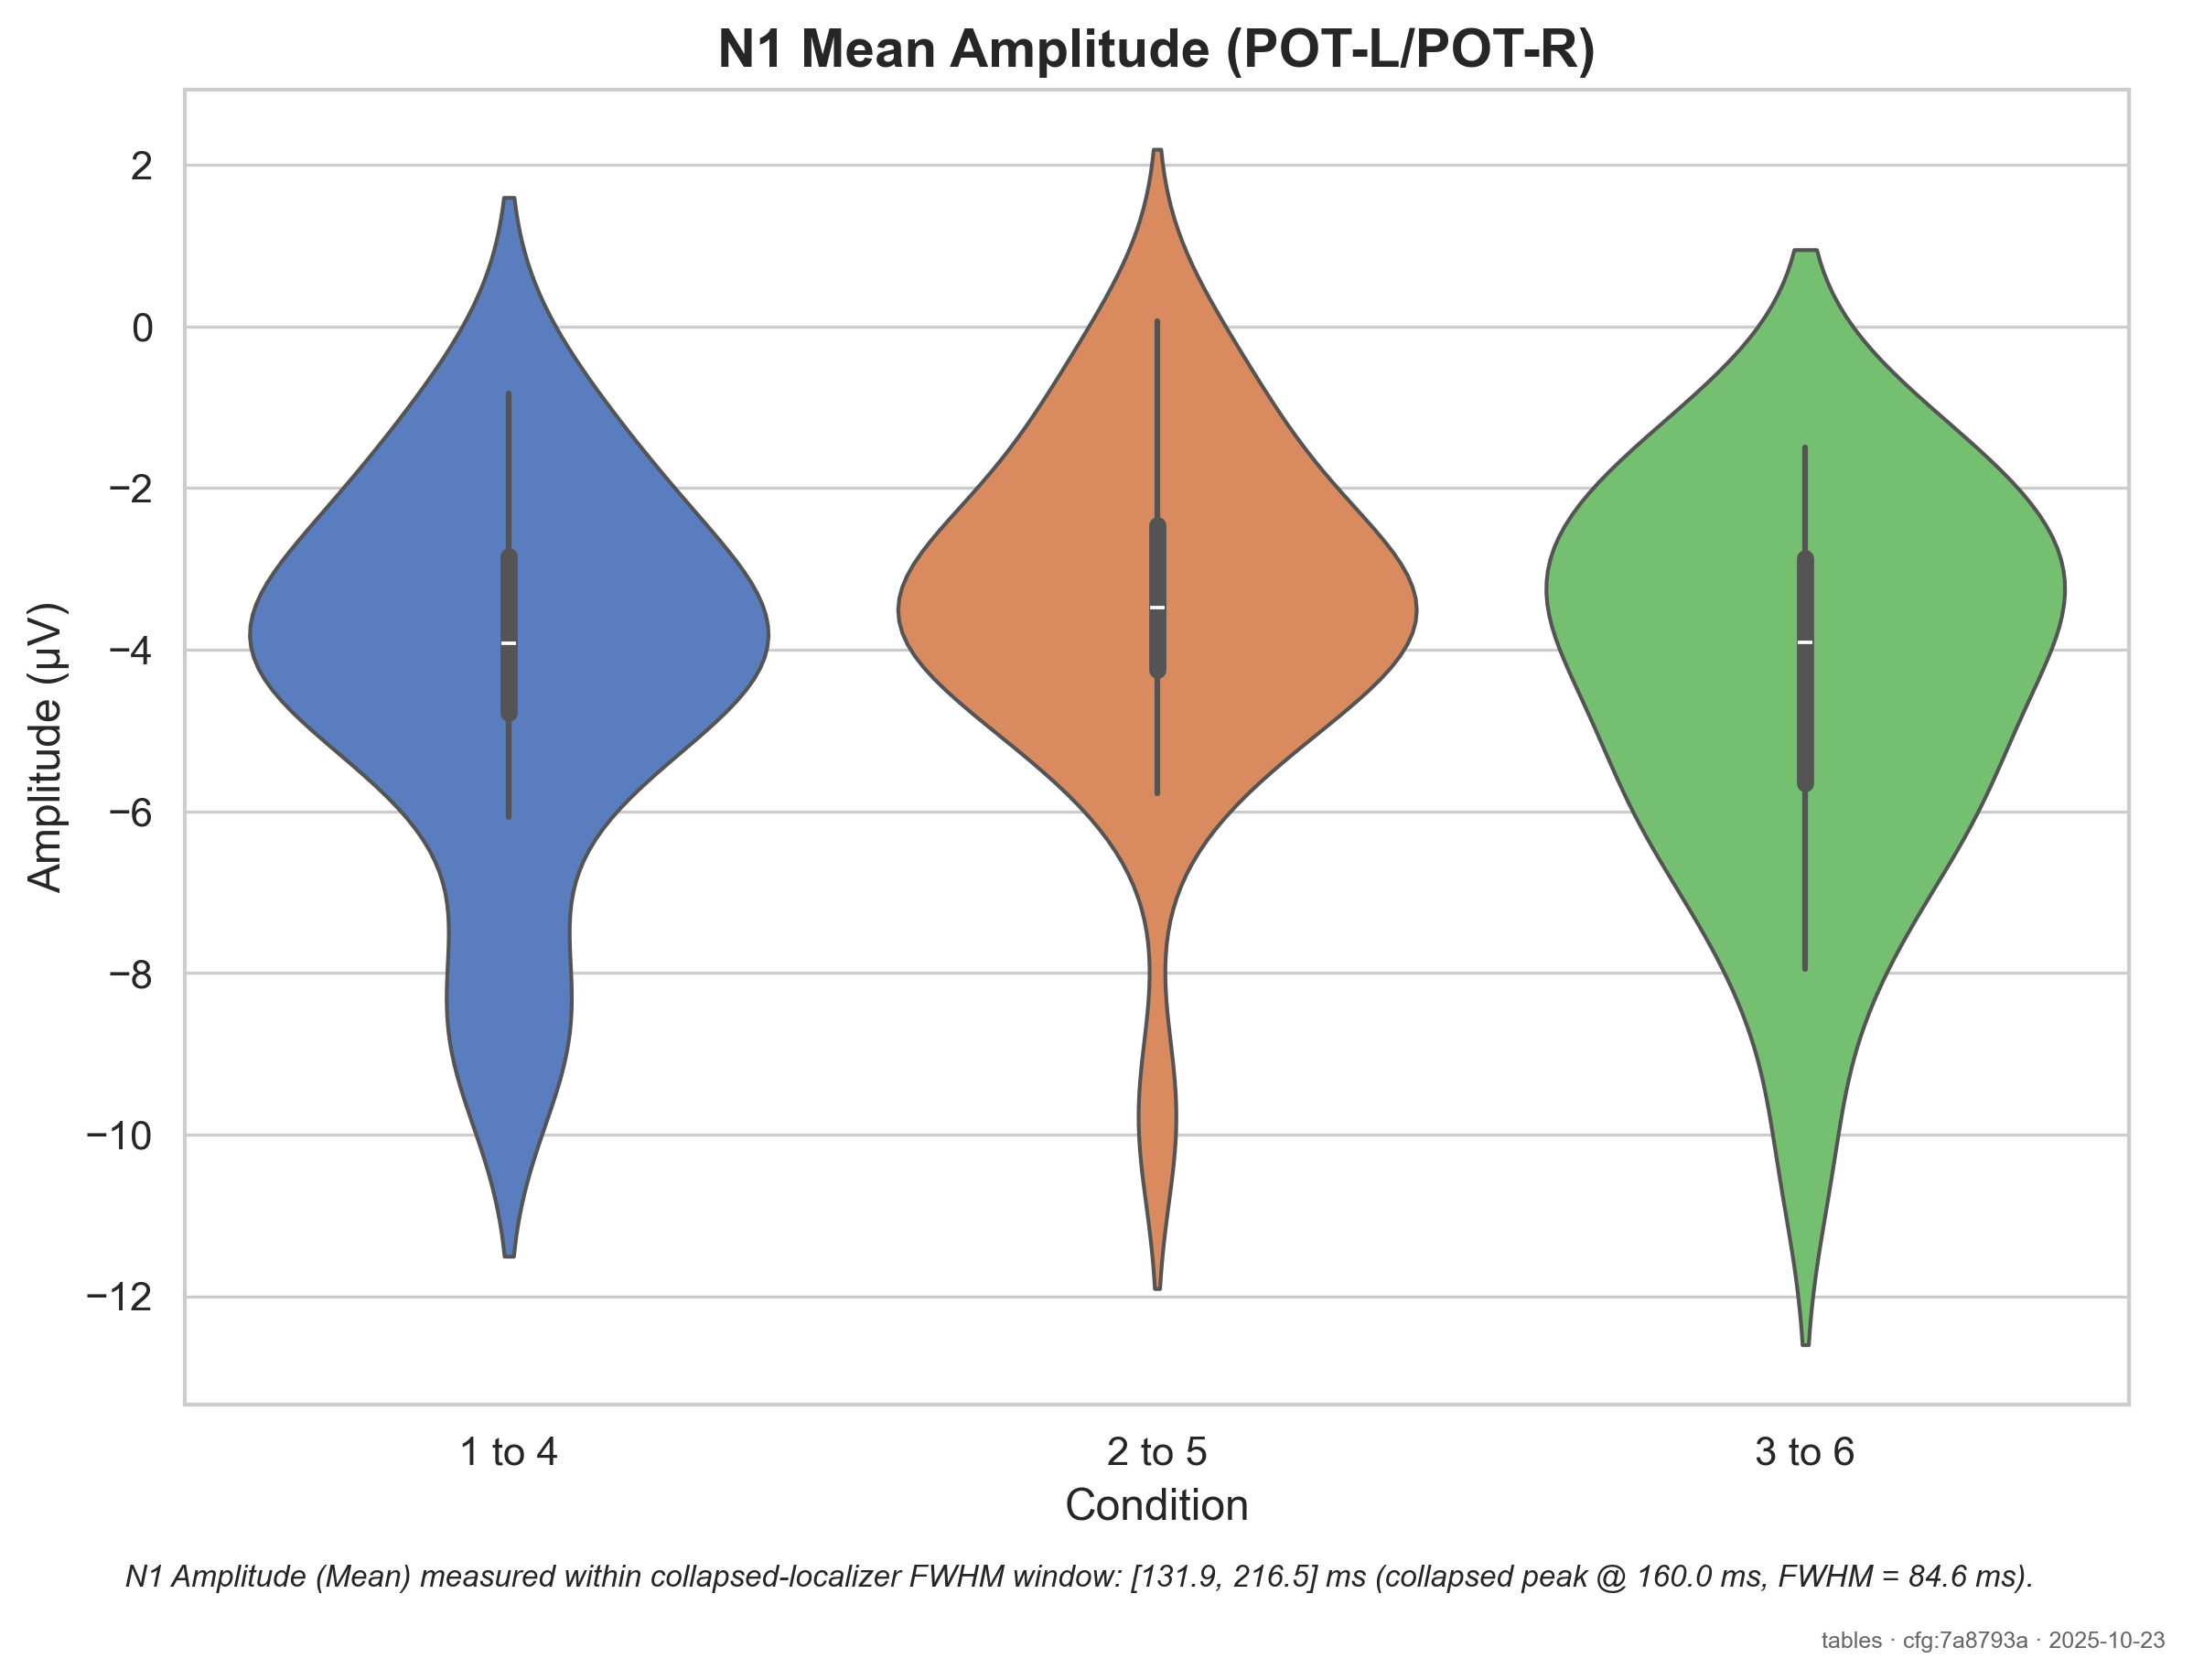 N1 Mean Amplitude (POT-L/POT-R)
Amplitude (µV)
2
0
−2
−4
−6
−8
−10
−12
1 to 4
2 to 5
3 to 6
Condition
N1 Amplitude (Mean) measured within collapsed-localizer FWHM window: [131.9, 216.5] ms (collapsed peak @ 160.0 ms, FWHM = 84.6 ms).
tables · cfg:7a8793a · 2025-10-23